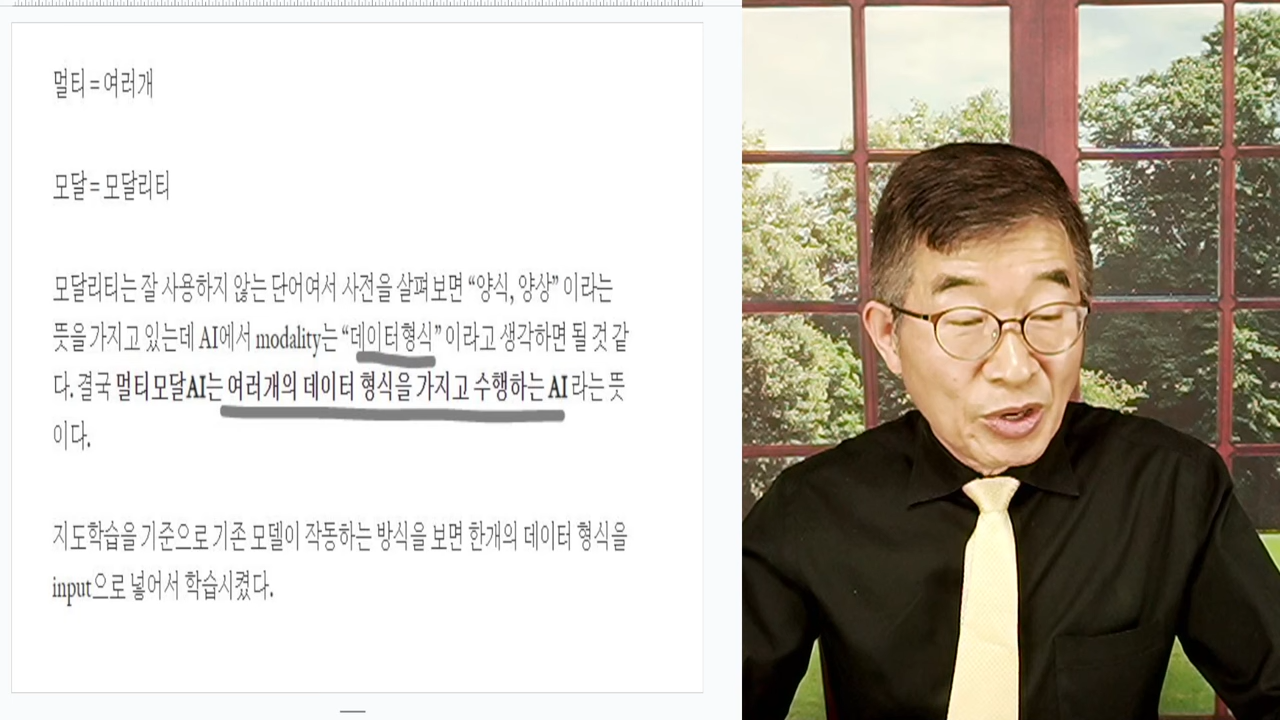 멀티 = 여러개
모달 = 모달리티
모달리티는 잘 사용하지 않는 단어여서 사전을 살펴보면 “양식, 양상” 이라는
뜻을 가지고 있는데 AI에서 modality는 “데이터형식” 이라고 생각하면 될 것 같
다. 결국 멀티모달AI는 여러개의 데이터 형식을 가지고 수행하는 AI 라는 뜻
이다.
지도학습을 기준으로 기존 모델이 작동하는 방식을 보면 한개의 데이터 형식을
input으로 넣어서 학습시켰다.